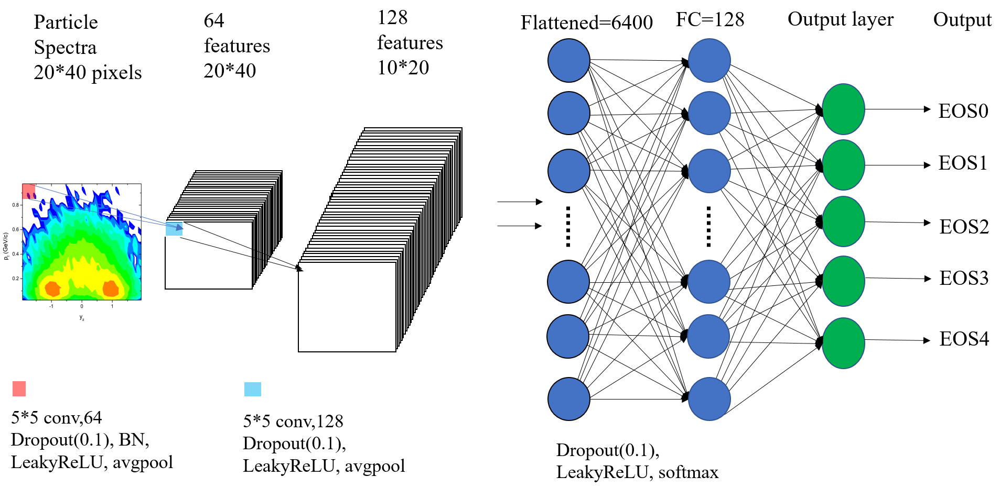 Particle
Spectra
20*40 pixels
64
features
20*40
128
features
10*20
Flattened=6400
FC=128
Output layer
Output
EOS0
EOS1
EOS2
EOS3
EOS4
0.8
0.6
0.4
0.2
pt (GeV/c)
-1
0
1
yz
5*5 conv,64
Dropout(0.1), BN,
LeakyReLU, avgpool
5*5 conv,128
Dropout(0.1),
LeakyReLU, avgpool
Dropout(0.1),
LeakyReLU, softmax